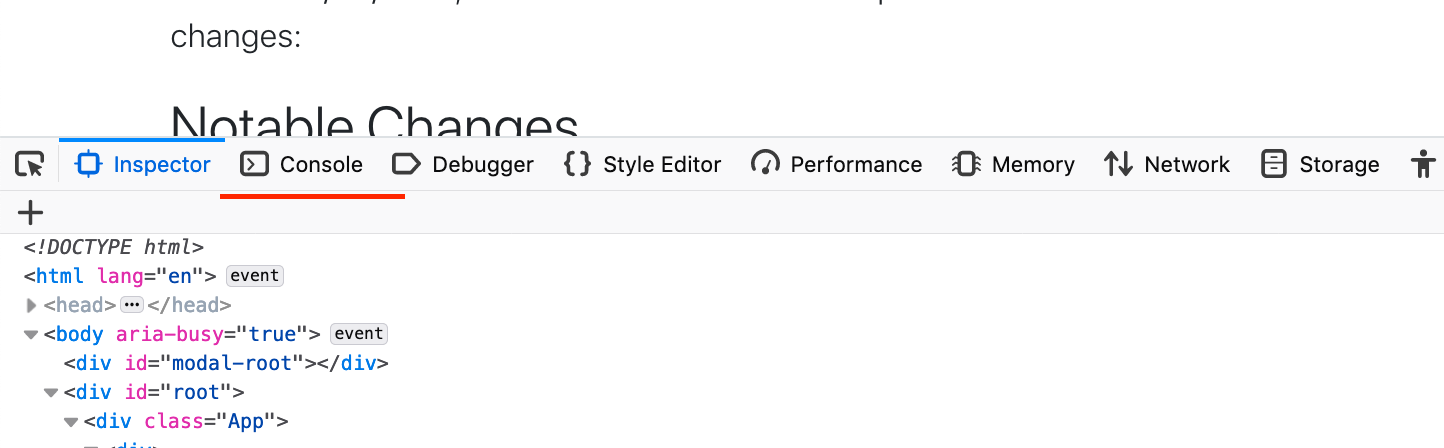 changes:
Notable Changes
Inspector Console Debugger {} Style Editor Performance Memory Network Storage
+
<!DOCTYPE html>
<html lang="en"> event
<head> ••• </head>
<body aria-busy="true"> event
<div id="modal-root"></div>
<div id="root">
<div class="App">
<div>